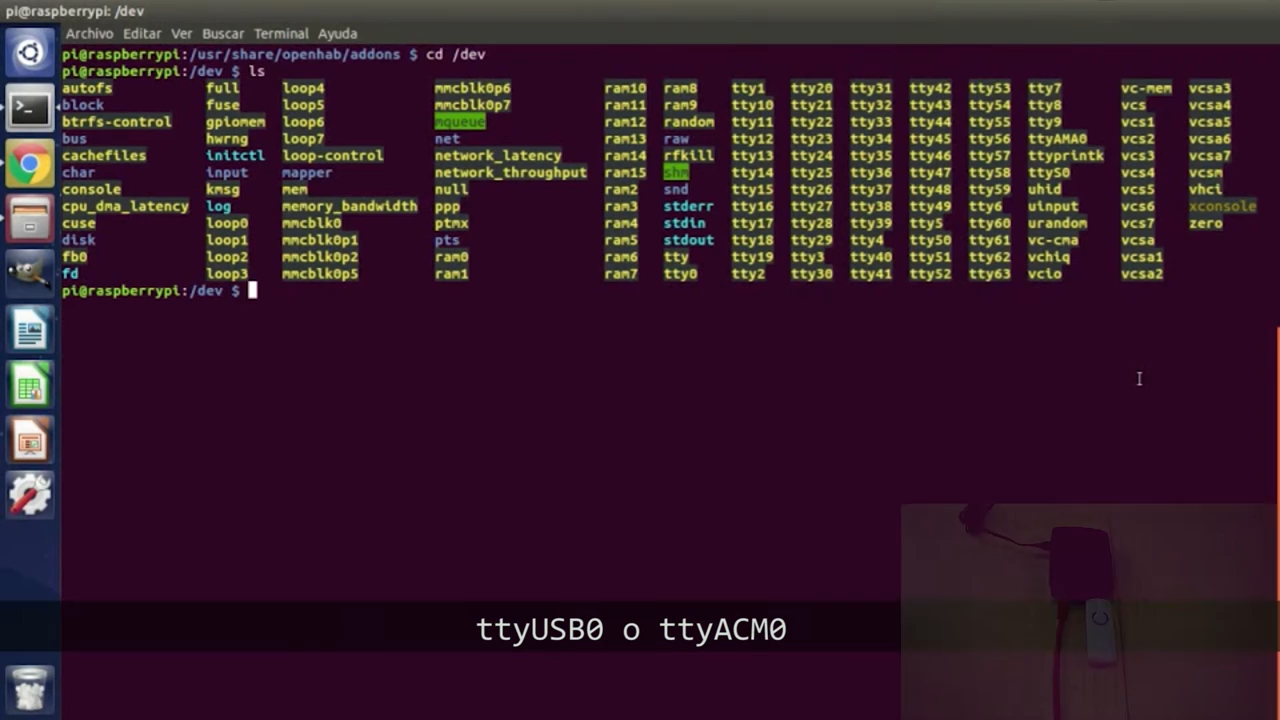 pi@raspberrypi: /dev
Archivo Editar Ver Buscar Terminal Ayuda
pi@raspberrypi:/usr/share/openhab/addons $ cd /dev
pi@raspberrypi:/dev $ ls
autofs full loop4 mmcblk0p6 ram10 ram8 tty1 tty20 tty31 tty42 tty53 tty7 vc-mem vcsa3
block fuse loop5 mmcblk0p7 ram11 ram9 tty10 tty21 tty32 tty43 tty54 tty8 vcs vcsa4
btrfs-control gpiomem loop6 mqueue ram12 random tty11 tty22 tty33 tty44 tty55 tty9 vcs1 vcsa5
bus hwrng loop7 net ram13 raw tty12 tty23 tty34 tty45 tty56 ttyAMA0 vcs2 vcsa6
cachefiles initctl loop-control network_latency ram14 rfkill tty13 tty24 tty35 tty46 tty57 ttyprintk vcs3 vcsa7
char input mapper network_throughput ram15 shm tty14 tty25 tty36 tty47 tty58 ttyS0 vcs4 vcsm
console kmsg mem null ram2 snd tty15 tty26 tty37 tty48 tty59 uhid vcs5 vhci
cpu_dma_latency log memory_bandwidth ppp ram3 stderr tty16 tty27 tty38 tty49 tty6 uinput vcs6 xconsole
cuse loop0 mmcblk0 ptmx ram4 stdin tty17 tty28 tty39 tty5 tty60 urandom vcs7 zero
disk loop1 mmcblk0p1 pts ram5 stdout tty18 tty29 tty4 tty50 tty61 vc-cma vcsa
fb0 loop2 mmcblk0p2 ram0 ram6 tty tty19 tty3 tty40 tty51 tty62 vchiq vcsa1
fd loop3 mmcblk0p5 ram1 ram7 tty0 tty2 tty30 tty41 tty52 tty63 vcio vcsa2
pi@raspberrypi:/dev $
ttyUSB0 o ttyACM0